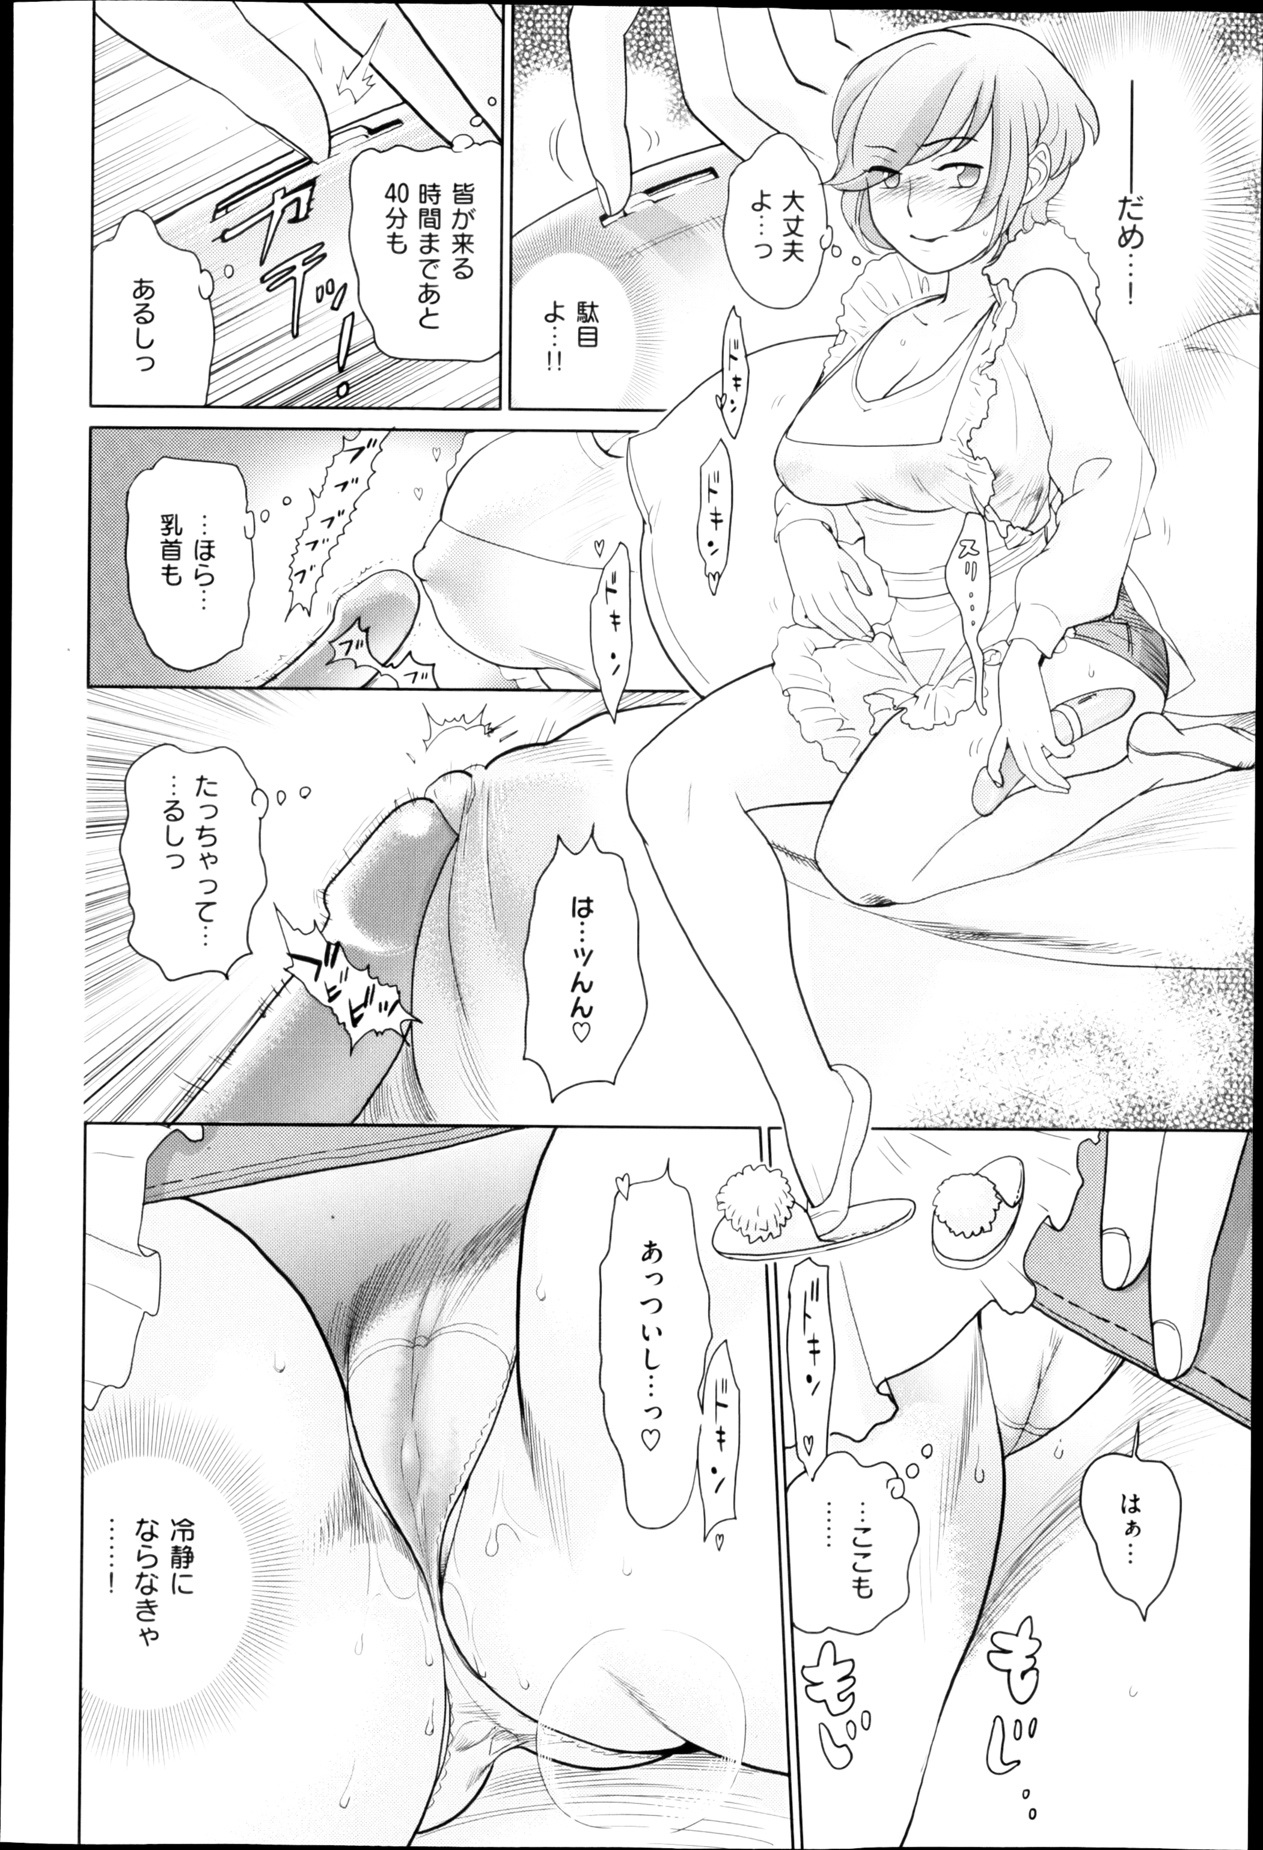 ───だめ…！
大丈夫
よ…っ
駄目
よ…!!
ドキン
ドキン
ドキン
スリ……
皆が来る
時間まであと
40分も
あるしっ
カチッ！
ブブブブブ
ブブ
…ほら…
乳首も
たっちゃって…
…るしっ
ビビビッ
は…ッんん♡
はぁ…
もじ…
もじ
…ここも
……
ドキン
ドキン
あっついし…っ♡
冷静に
ならなきゃ
……！